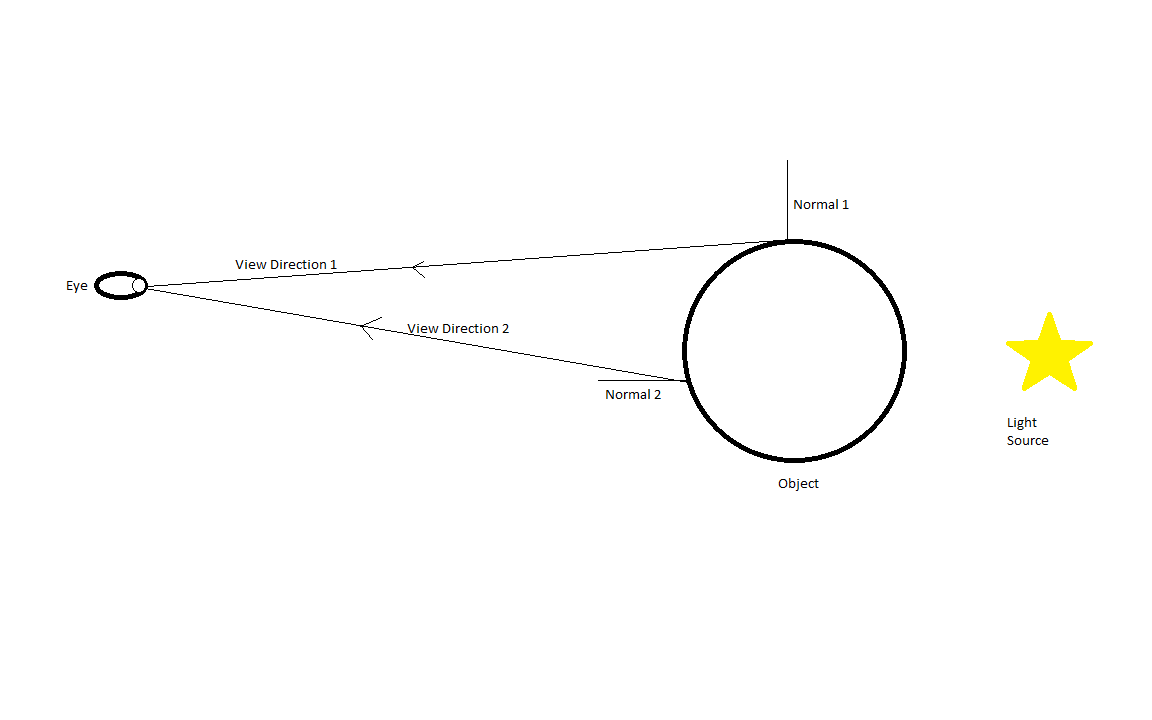 Normal 1
View Direction 1
Eye
View Direction 2
Normal 2
Light
Source
Object